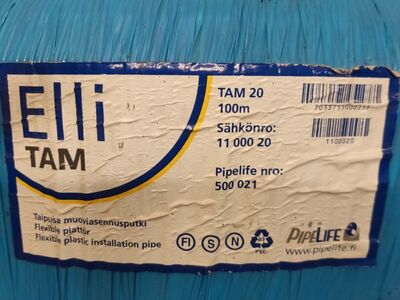 Elli
TAM
TAM 20
100m
Sähkönro:
11 000 20
Pipelife nro:
500 021
1100020
Taipuisa muoviasennusputki
Flexible plaströr
Flexible plastic installation pipe
FI S N
PVC
PIPELIFE
www.pipelife.fi